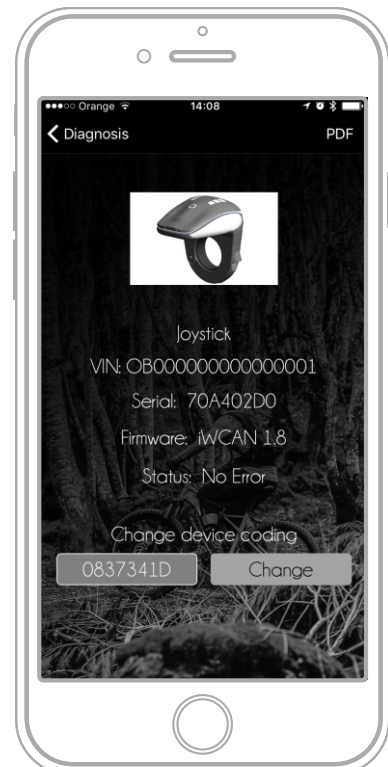 Orange 14:08
Diagnosis PDF
Joystick
VIN: OB000000000000001
Serial: 70A402D0
Firmware: iWCAN 1.8
Status: No Error
Change device coding
0837341D Change